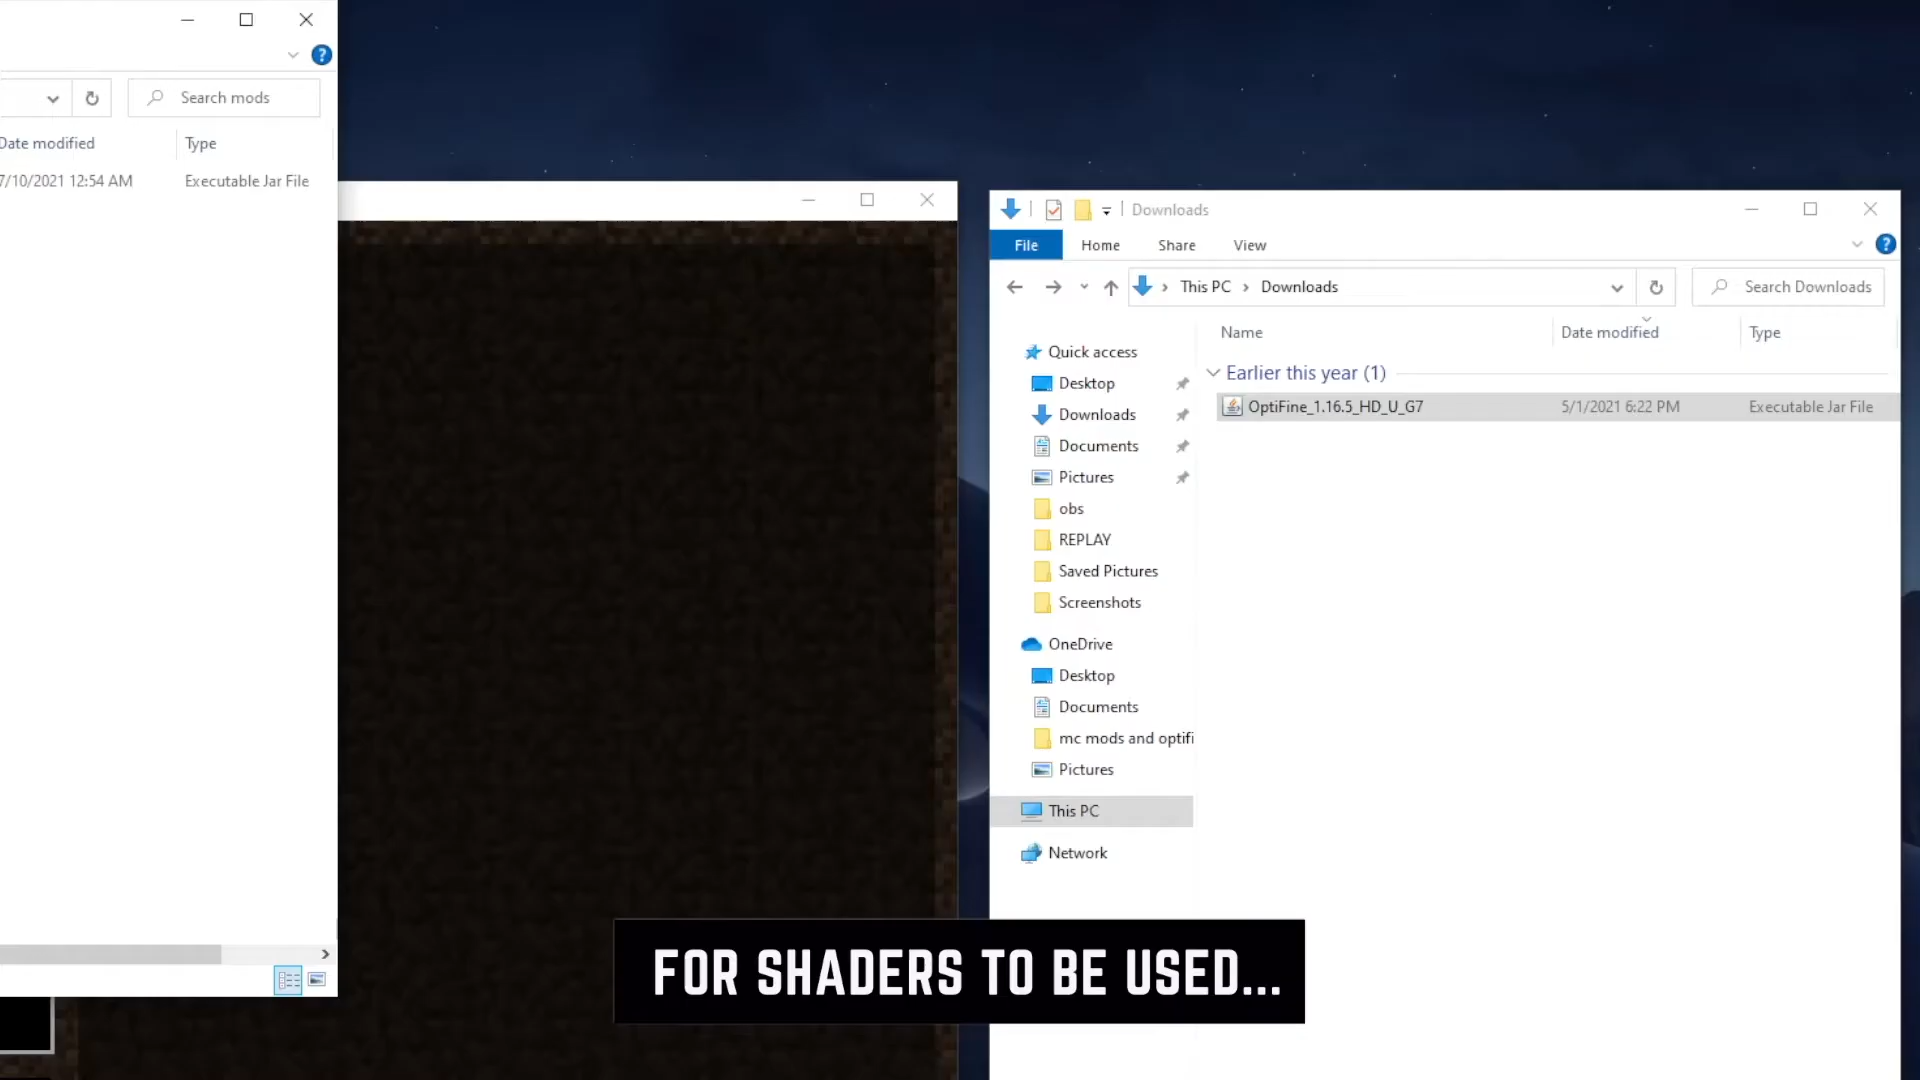 Search mods
Date modified
Type
7/10/2021 12:54 AM
Executable Jar File
Downloads
File
Home
Share
View
This PC
Downloads
Search Downloads
Name
Date modified
Type
Quick access
Desktop
Downloads
Documents
Pictures
obs
REPLAY
Saved Pictures
Screenshots
OneDrive
Desktop
Documents
mc mods and optifi
Pictures
This PC
Network
Earlier this year (1)
OptiFine_1.16.5_HD_U_G7
5/1/2021 6:22 PM
Executable Jar File
FOR SHADERS TO BE USED...